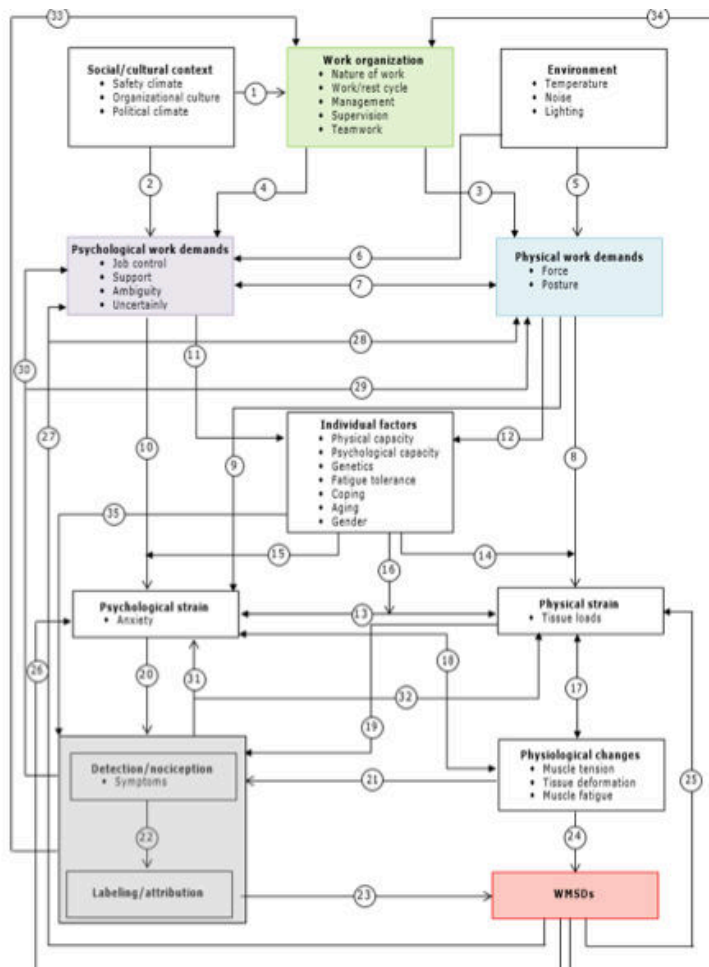 33
34
Social/cultural context
• Safety climate
• Organizational culture
• Political climate
1
Work organization
• Nature of work
• Work/rest cycle
• Management
• Supervision
• Teamwork
Environment
• Temperature
• Noise
• Lighting
2
4
3
5
Psychological work demands
• Job control
• Support
• Ambiguity
• Uncertainly
6
7
Physical work demands
• Force
• Posture
11
28
30
29
27
10
9
Individual factors
• Physical capacity
• Psychological capacity
• Genetics
• Fatigue tolerance
• Coping
• Aging
• Gender
12
8
35
15
14
16
Psychological strain
• Anxiety
13
Physical strain
• Tissue loads
26
20
31
18
32
17
19
Detection/nociception
• Symptoms
21
Physiological changes
• Muscle tension
• Tissue deformation
• Muscle fatigue
25
22
24
Labeling/attribution
23
WMSDs